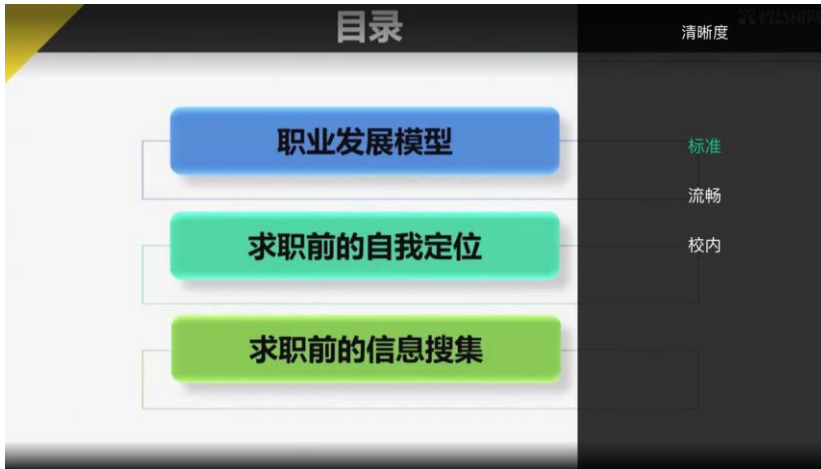 目录
清晰度
职业发展模型
标准
流畅
求职前的自我定位
校内
求职前的信息搜集